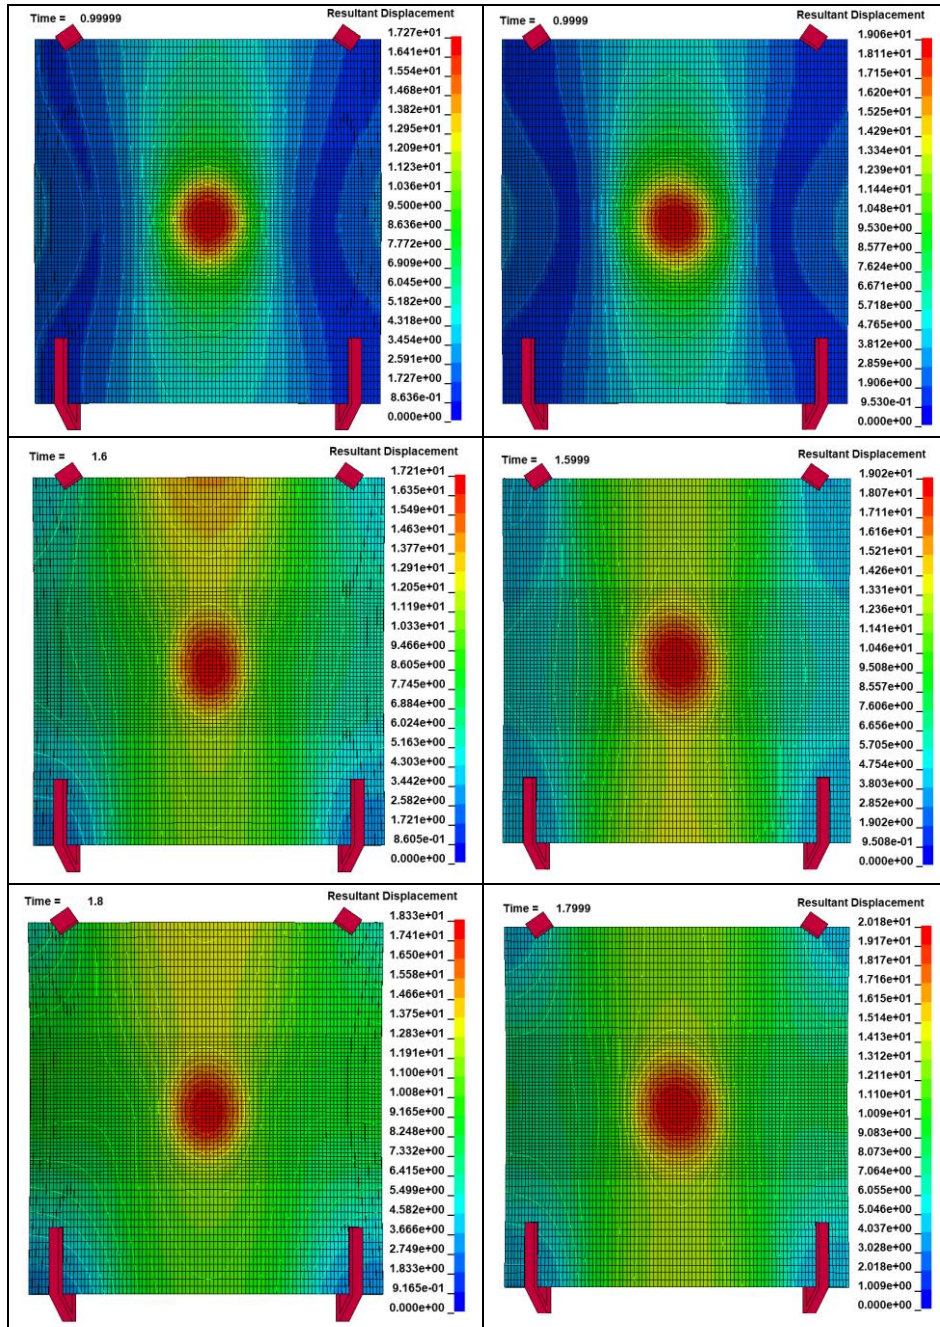 Time = 0.99999
Resultant Displacement
1.727e+01
1.641e+01
1.554e+01
1.468e+01
1.382e+01
1.295e+01
1.209e+01
1.123e+01
1.036e+01
9.500e+00
8.636e+00
7.772e+00
6.909e+00
6.045e+00
5.182e+00
4.318e+00
3.454e+00
2.591e+00
1.727e+00
8.636e-01
0.000e+00
Time = 0.9999
Resultant Displacement
1.906e+01
1.811e+01
1.715e+01
1.620e+01
1.525e+01
1.429e+01
1.334e+01
1.239e+01
1.144e+01
1.048e+01
9.530e+00
8.577e+00
7.624e+00
6.671e+00
5.718e+00
4.765e+00
3.812e+00
2.859e+00
1.906e+00
9.530e-01
0.000e+00
Time = 1.6
Resultant Displacement
1.721e+01
1.635e+01
1.549e+01
1.463e+01
1.377e+01
1.291e+01
1.205e+01
1.119e+01
1.033e+01
9.466e+00
8.605e+00
7.745e+00
6.884e+00
6.024e+00
5.163e+00
4.303e+00
3.442e+00
2.582e+00
1.721e+00
8.605e-01
0.000e+00
Time = 1.5999
Resultant Displacement
1.902e+01
1.807e+01
1.711e+01
1.616e+01
1.521e+01
1.426e+01
1.331e+01
1.236e+01
1.141e+01
1.046e+01
9.508e+00
8.557e+00
7.606e+00
6.656e+00
5.705e+00
4.754e+00
3.803e+00
2.852e+00
1.902e+00
9.508e-01
0.000e+00
Time = 1.8
Resultant Displacement
1.833e+01
1.741e+01
1.650e+01
1.558e+01
1.466e+01
1.375e+01
1.283e+01
1.191e+01
1.100e+01
1.008e+01
9.165e+00
8.248e+00
7.332e+00
6.415e+00
5.499e+00
4.582e+00
3.666e+00
2.749e+00
1.833e+00
9.165e-01
0.000e+00
Time = 1.7999
Resultant Displacement
2.018e+01
1.917e+01
1.817e+01
1.716e+01
1.615e+01
1.514e+01
1.413e+01
1.312e+01
1.211e+01
1.110e+01
1.009e+01
9.083e+00
8.073e+00
7.064e+00
6.055e+00
5.046e+00
4.037e+00
3.028e+00
2.018e+00
1.009e+00
0.000e+00